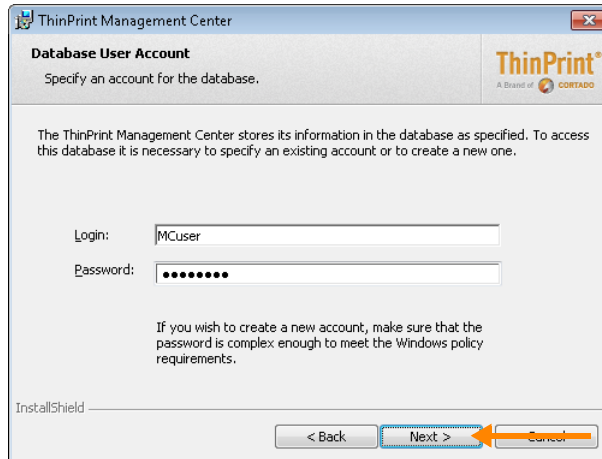 ThinPrint Management Center
Database User Account
Specify an account for the database.
ThinPrint®
A Brand of CORTADO
The ThinPrint Management Center stores its information in the database as specified. To access
this database it is necessary to specify an existing account or to create a new one.
Login: MCuser
Password: ●●●●●●●●
If you wish to create a new account, make sure that the
password is complex enough to meet the Windows policy
requirements.
InstallShield
< Back Next > Cancel